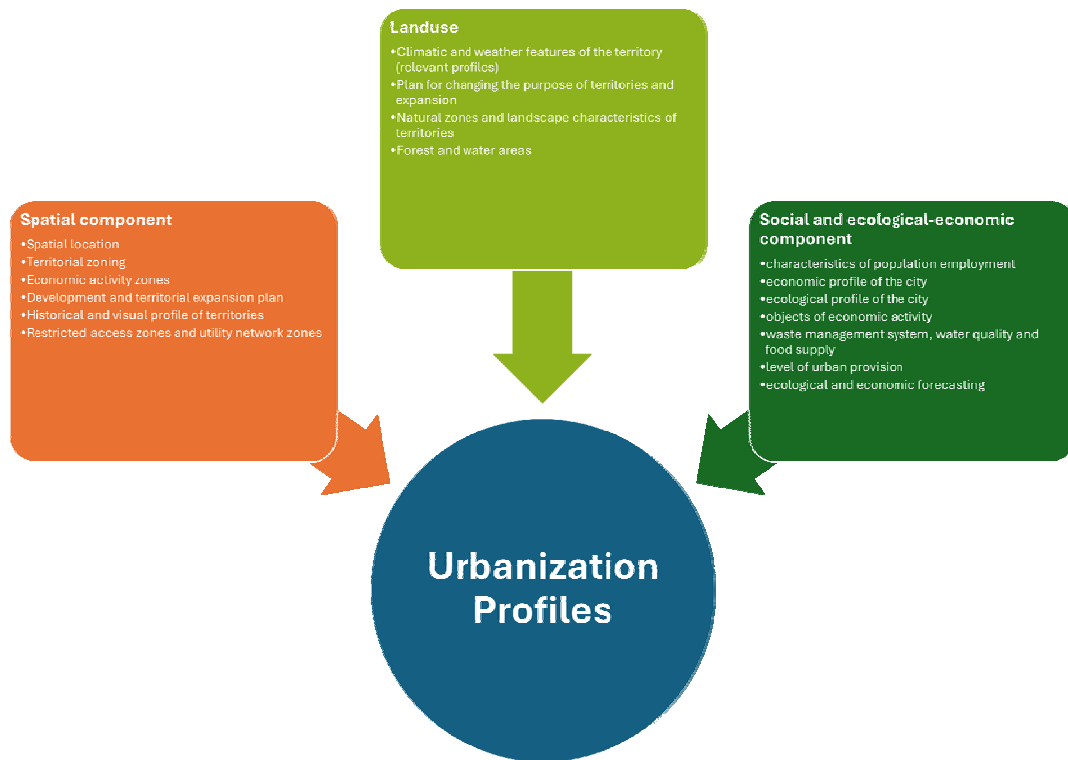 Landuse
•Climatic and weather features of the territory
(relevant profiles)
•Plan for changing the purpose of territories and
expansion
•Natural zones and landscape characteristics of
territories
•Forest and water areas
Spatial component
•Spatial location
•Territorial zoning
•Economic activity zones
•Development and territorial expansion plan
•Historical and visual profile of territories
•Restricted access zones and utility network zones
Social and ecological-economic
component
•characteristics of population employment
•economic profile of the city
•ecological profile of the city
•objects of economic activity
•waste management system, water quality and
food supply
•level of urban provision
•ecological and economic forecasting
Urbanization
Profiles